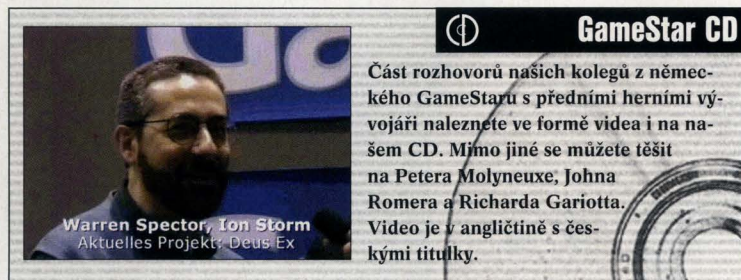 GameStar CD
Warren Spector, Ion Storm
Aktuelles Projekt: Deus Ex
Část rozhovorů našich kolegů z němec-
kého GameStaru s předními herními vý-
vojáři naleznete ve formě videa i na na-
šem CD. Mimo jiné se můžete těšit
na Petera Molyneuxe, Johna
Romera a Richarda Gariotta.
Video je v angličtině s čes-
kými titulky.